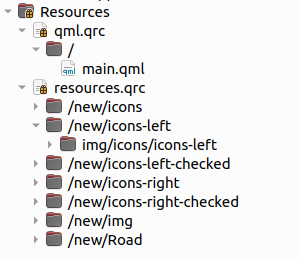 Resources
qml.qrc
/
main.qml
resources.qrc
/new/icons
/new/icons-left
img/icons/icons-left
/new/icons-left-checked
/new/icons-right
/new/icons-right-checked
/new/img
/new/Road